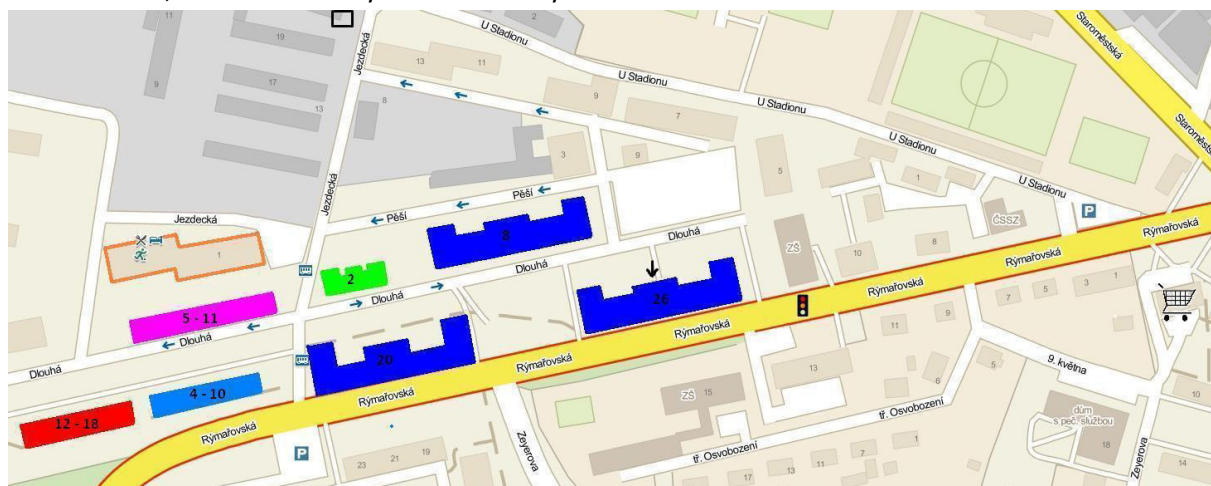 11
19
2
Staroměstská
Jezdecká
U Stadionu
13
11
U Stadionu
9
17
9
U Stadionu
13
8
7
U Stadionu
Staroměstská
3
9
5
1
U Stadionu
Pěší
Pěší
P
Jezdecká
Jezdecká
8
Dlouhá
ČSSZ
ZŠ
8
10
Rýmařovská
1
2
Dlouhá
26
Rýmařovská
Rýmařovská
Dlouhá
7
5
3
1
5 - 11
Rýmařovská
9
11
Dlouhá
20
Rýmařovská
Dlouhá
Rýmařovská
13
5
9. května
4 - 10
Rýmařovská
6
ZŠ
15
10
12 - 18
tř. Osvobození
dům
s peč. službou
Rýmařovská
Zeyerova
18
Zeyerova
P
23
21
19
tř. Osvobození
1
7
11
13
17
14